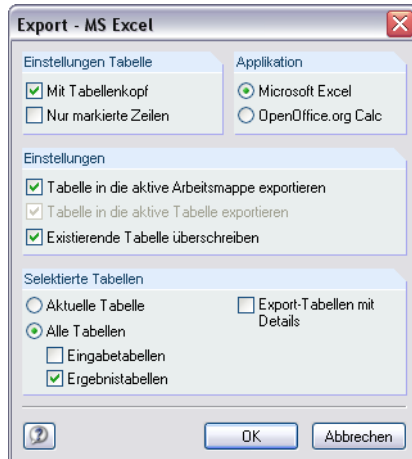 Export - MS Excel
Einstellungen Tabelle
Mit Tabellenkopf
Nur markierte Zeilen
Applikation
Microsoft Excel
OpenOffice.org Calc
Einstellungen
Tabelle in die aktive Arbeitsmappe exportieren
Tabelle in die aktive Tabelle exportieren
Existierende Tabelle überschreiben
Selektierte Tabellen
Aktuelle Tabelle
Alle Tabellen
Eingabetabellen
Ergebnistabellen
Export-Tabellen mit
Details
OK
Abbrechen